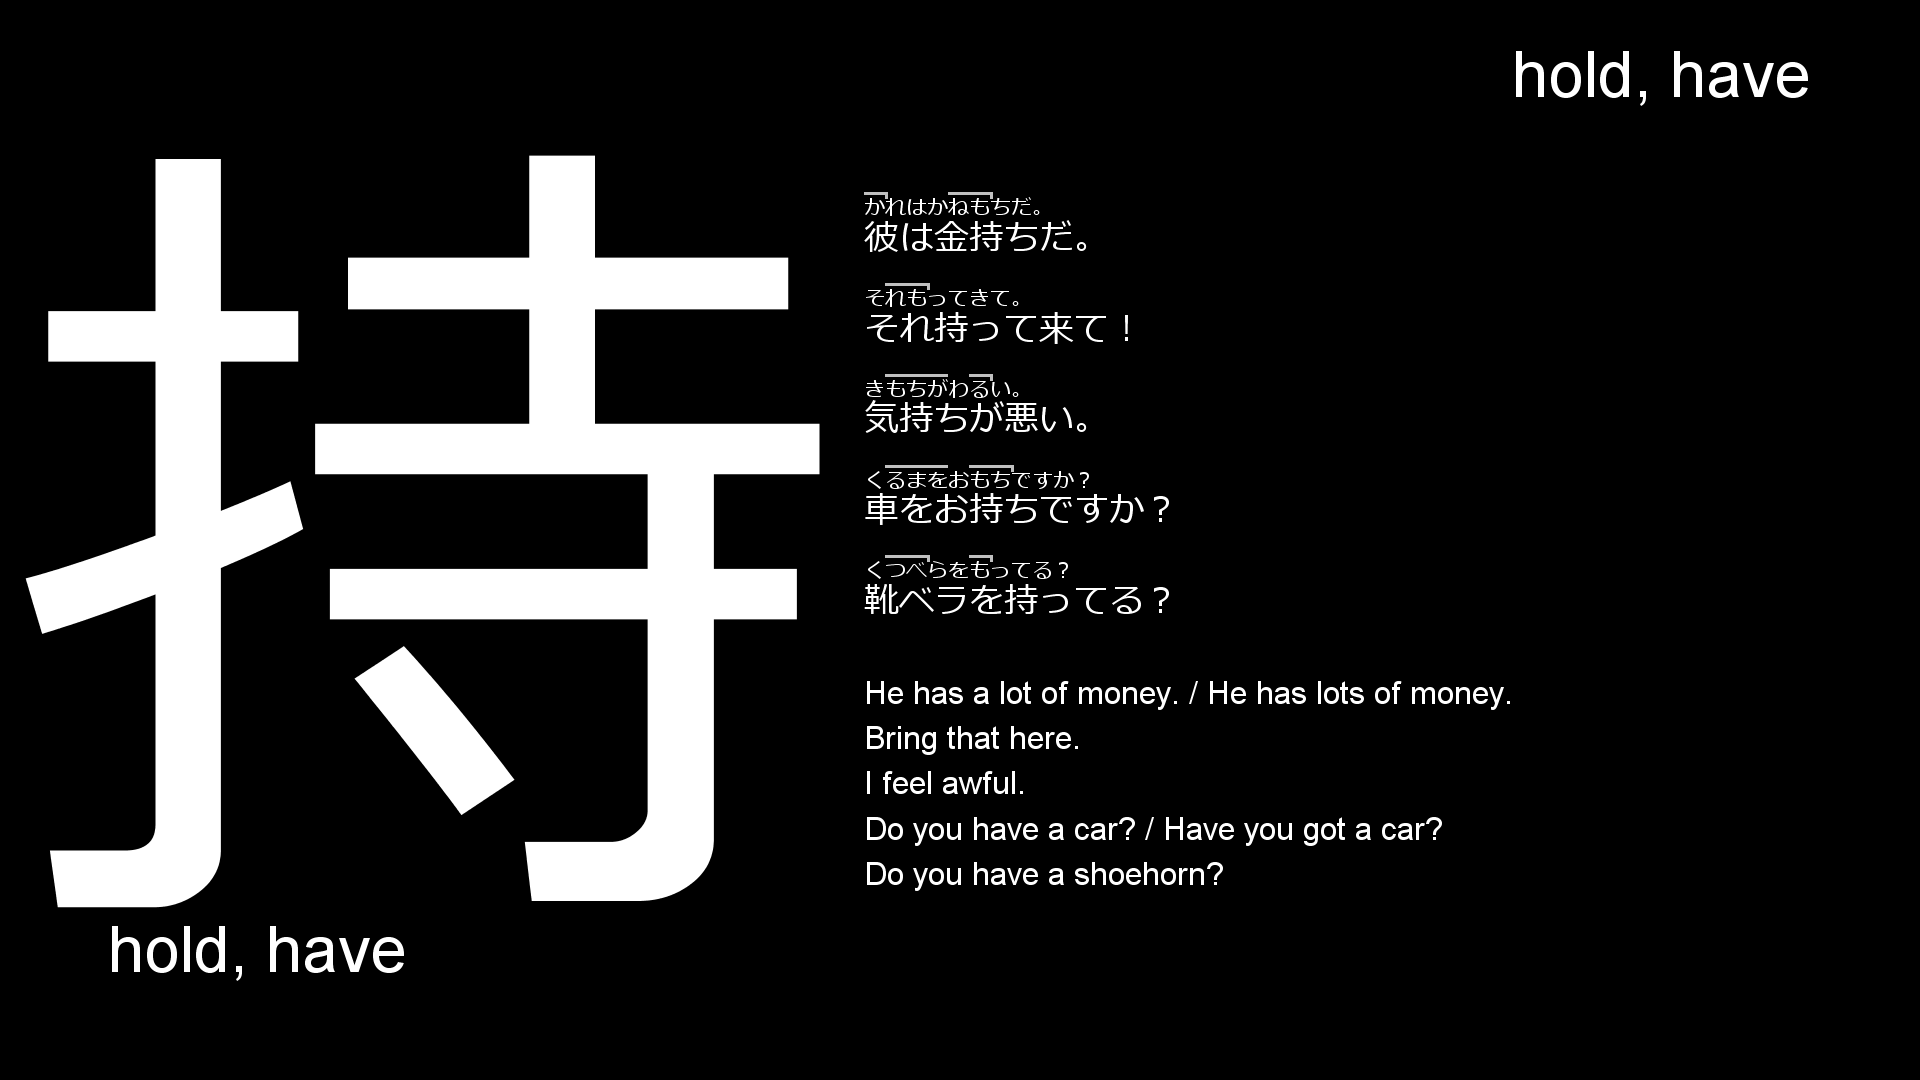 hold, have
持
hold, have
かれはかねもちだ。
彼は金持ちだ。
それもってきて。
それ持って来て！
きもちがわるい。
気持ちが悪い。
くるまをおもちですか？
車をお持ちですか？
くつべらをもってる？
靴ベラを持ってる？
He has a lot of money. / He has lots of money.
Bring that here.
I feel awful.
Do you have a car? / Have you got a car?
Do you have a shoehorn?